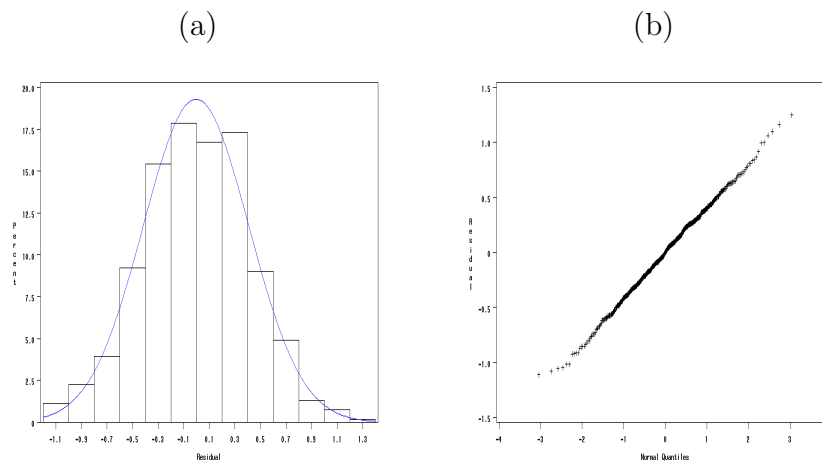 (a)
(b)
20.0
17.5
15.0
12.5
10.0
7.5
5.0
2.5
0
Percent
-1.1 -0.9 -0.7 -0.5 -0.3 -0.1 0.1 0.3 0.5 0.7 0.9 1.1 1.3
Residual
1.5
1.0
0.5
0
-0.5
-1.0
-1.5
Residual
-4 -3 -2 -1 0 1 2 3
Normal Quantiles